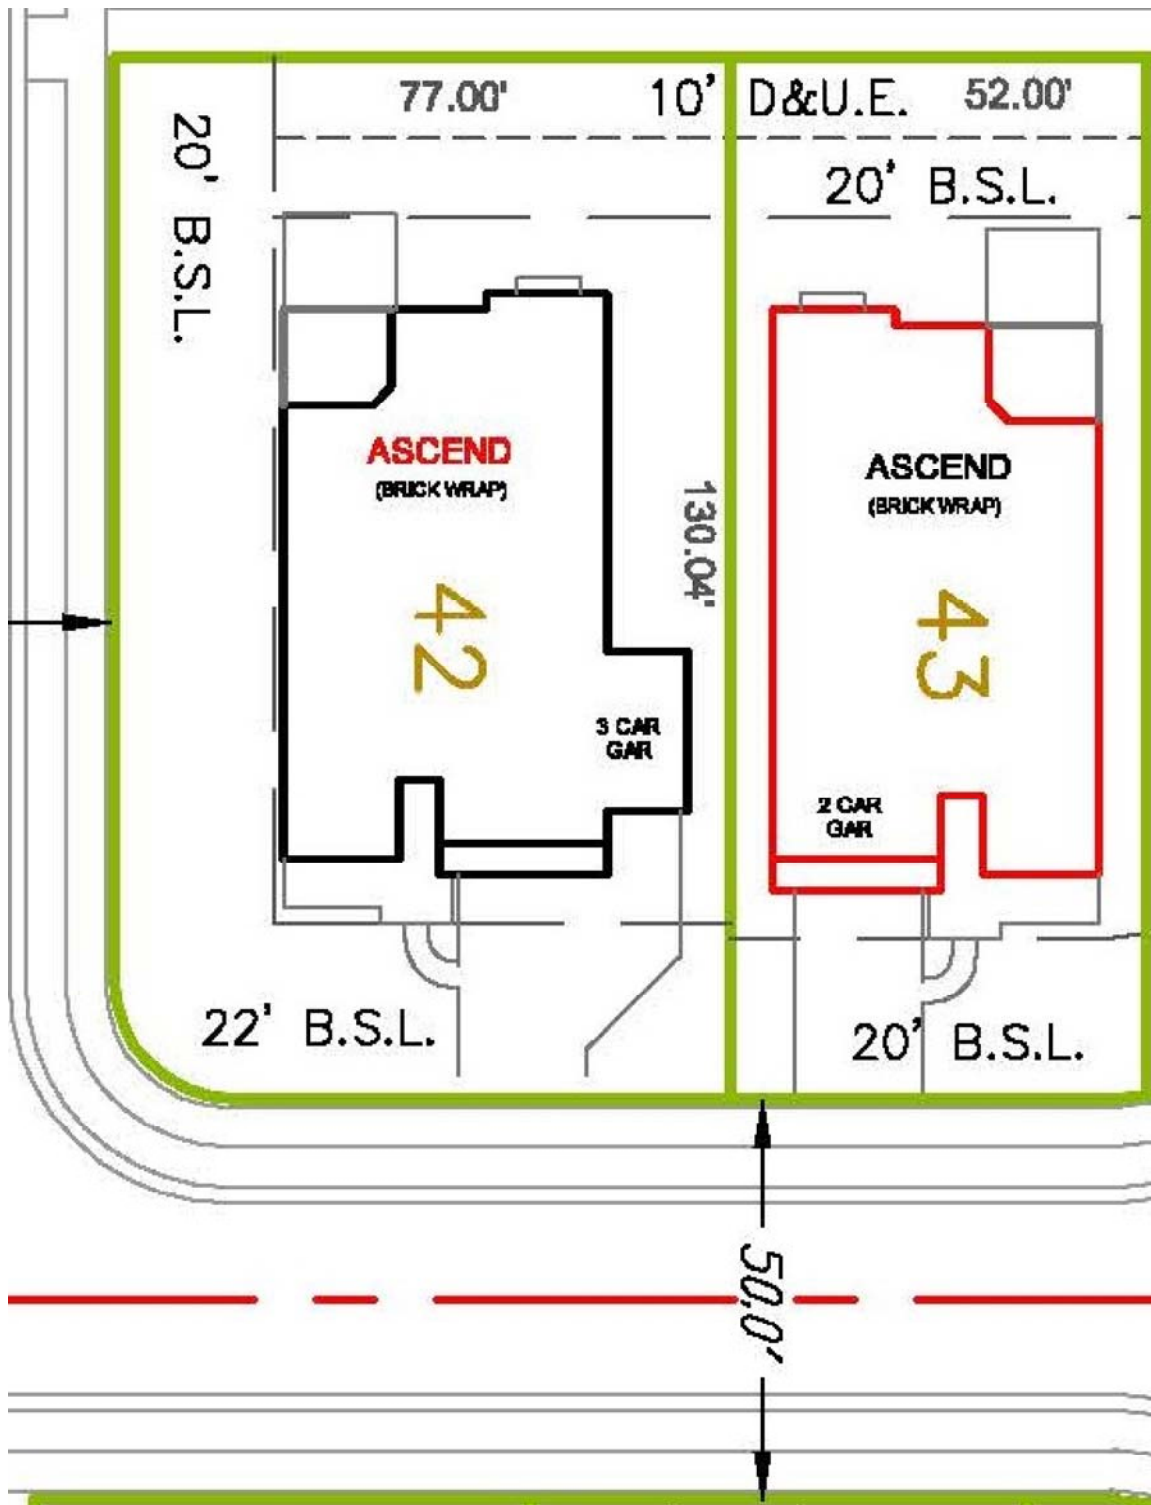 77.00'
10' D&U.E.
52.00'
20' B.S.L.
20' B.S.L.
ASCEND
(BRICK WRAP)
ASCEND
(BRICK WRAP)
130.04'
42
43
3 CAR
GAR
2 CAR
GAR
22' B.S.L.
20' B.S.L.
50.0'